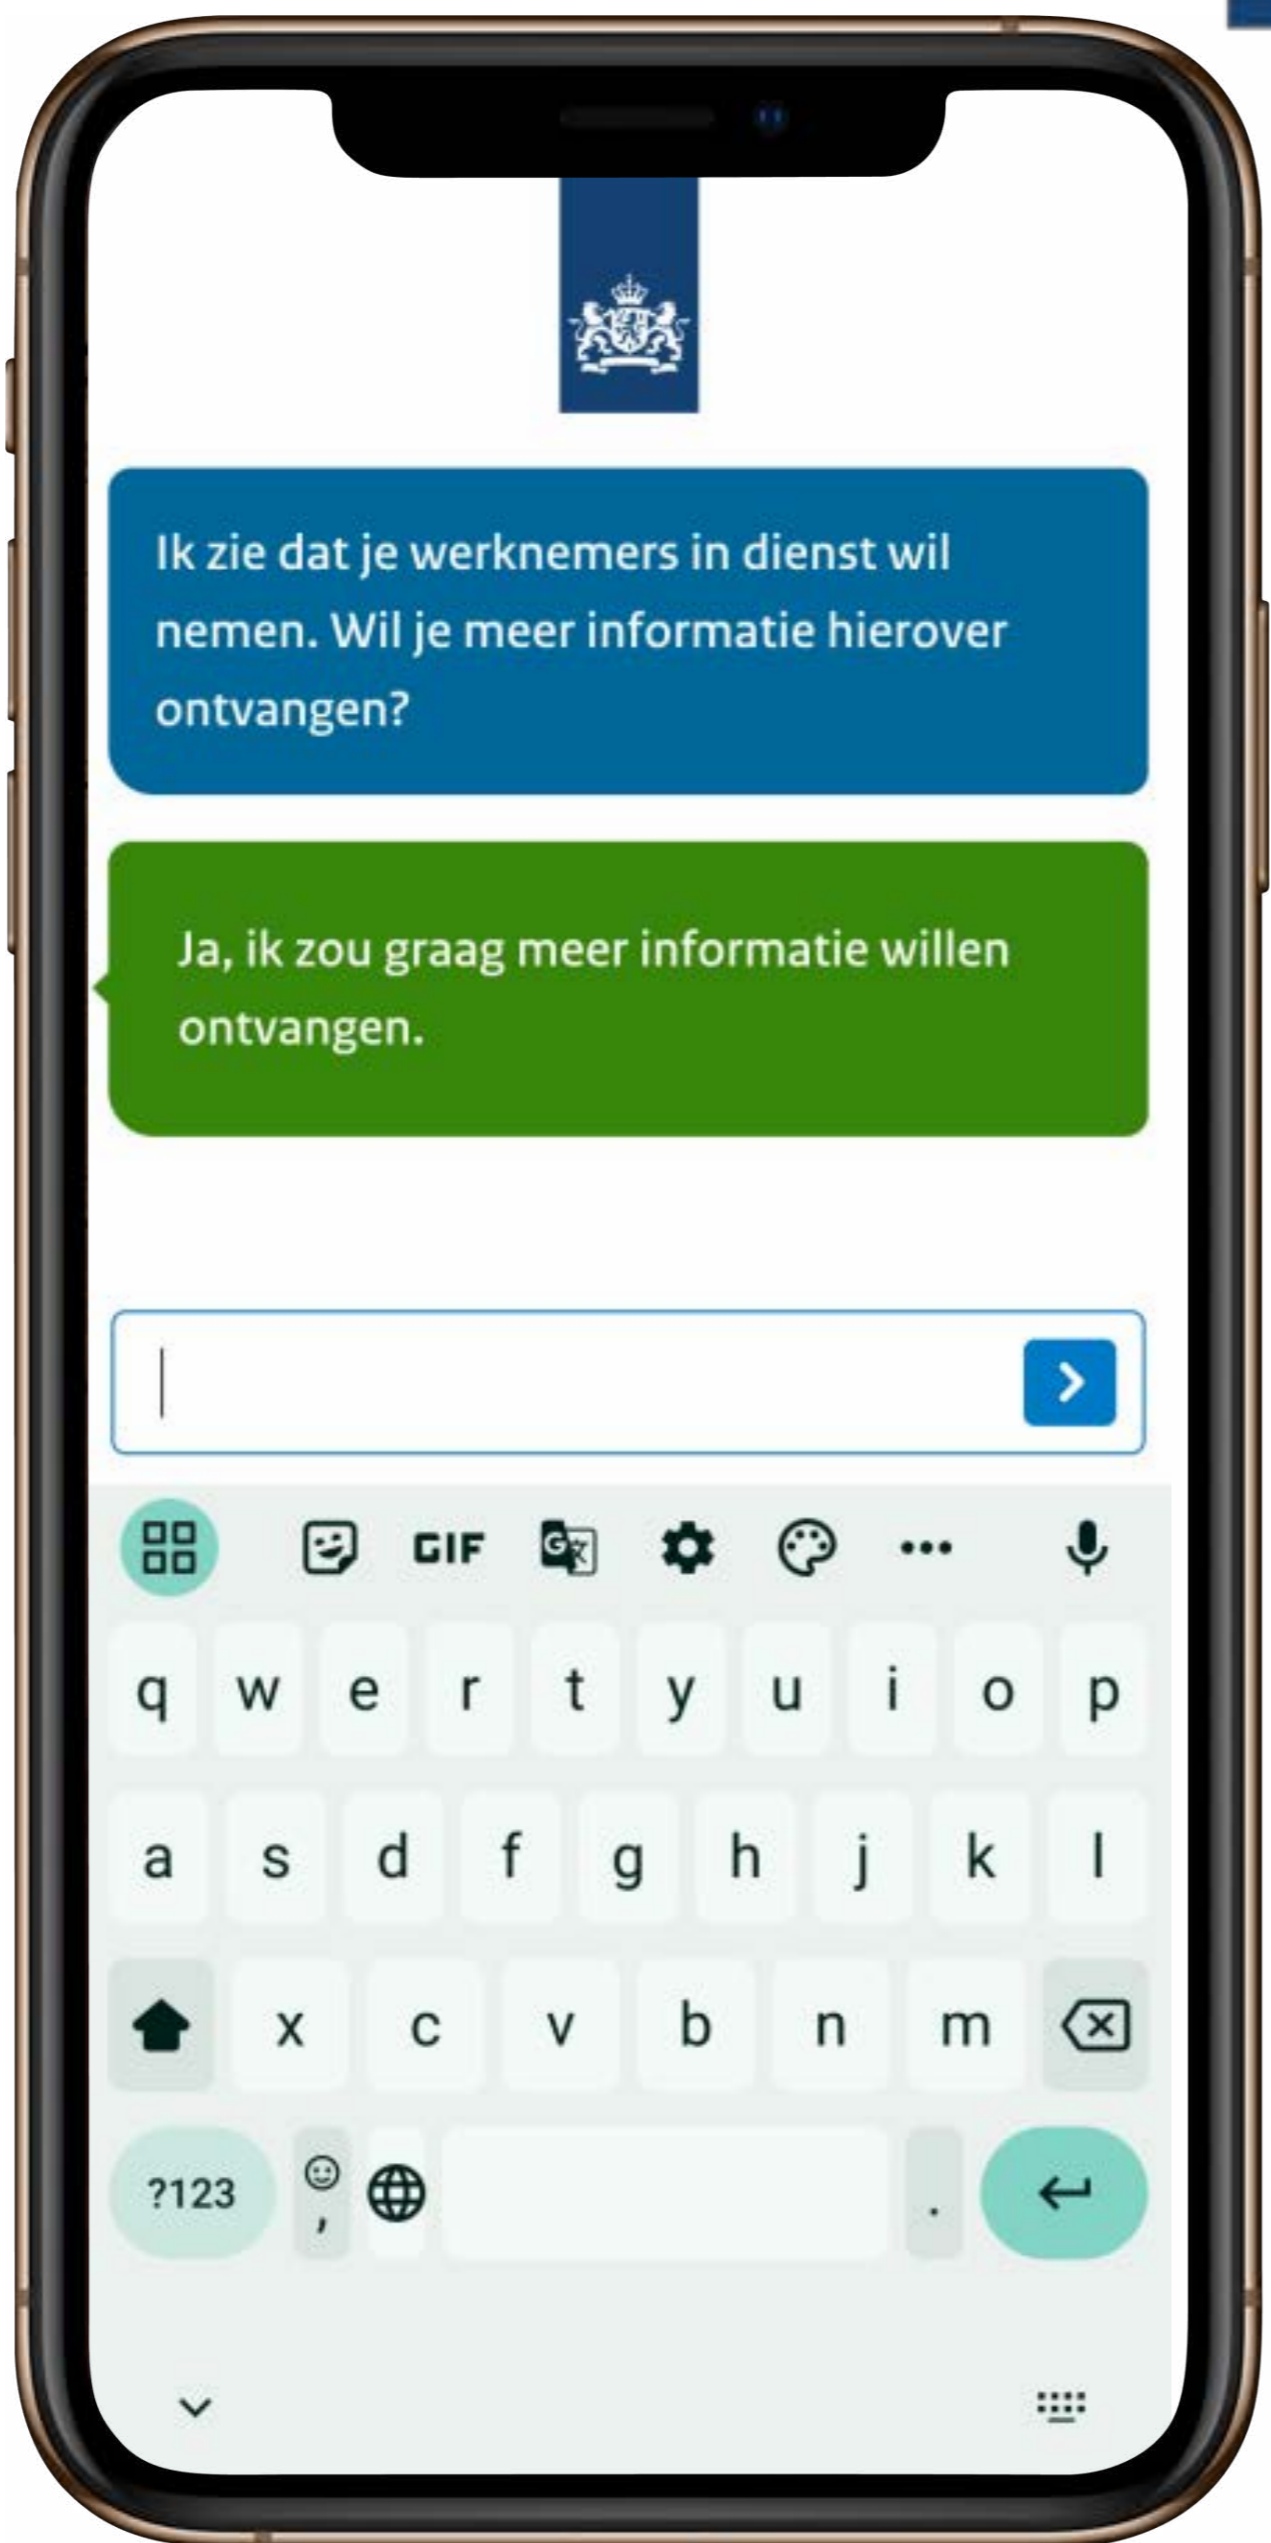 Ik zie dat je werknemers in dienst wil
nemen. Wil je meer informatie hierover
ontvangen?
Ja, ik zou graag meer informatie willen
ontvangen.
GIF
q w e r t y u i o p
a s d f g h j k l
x c v b n m
?123 , .